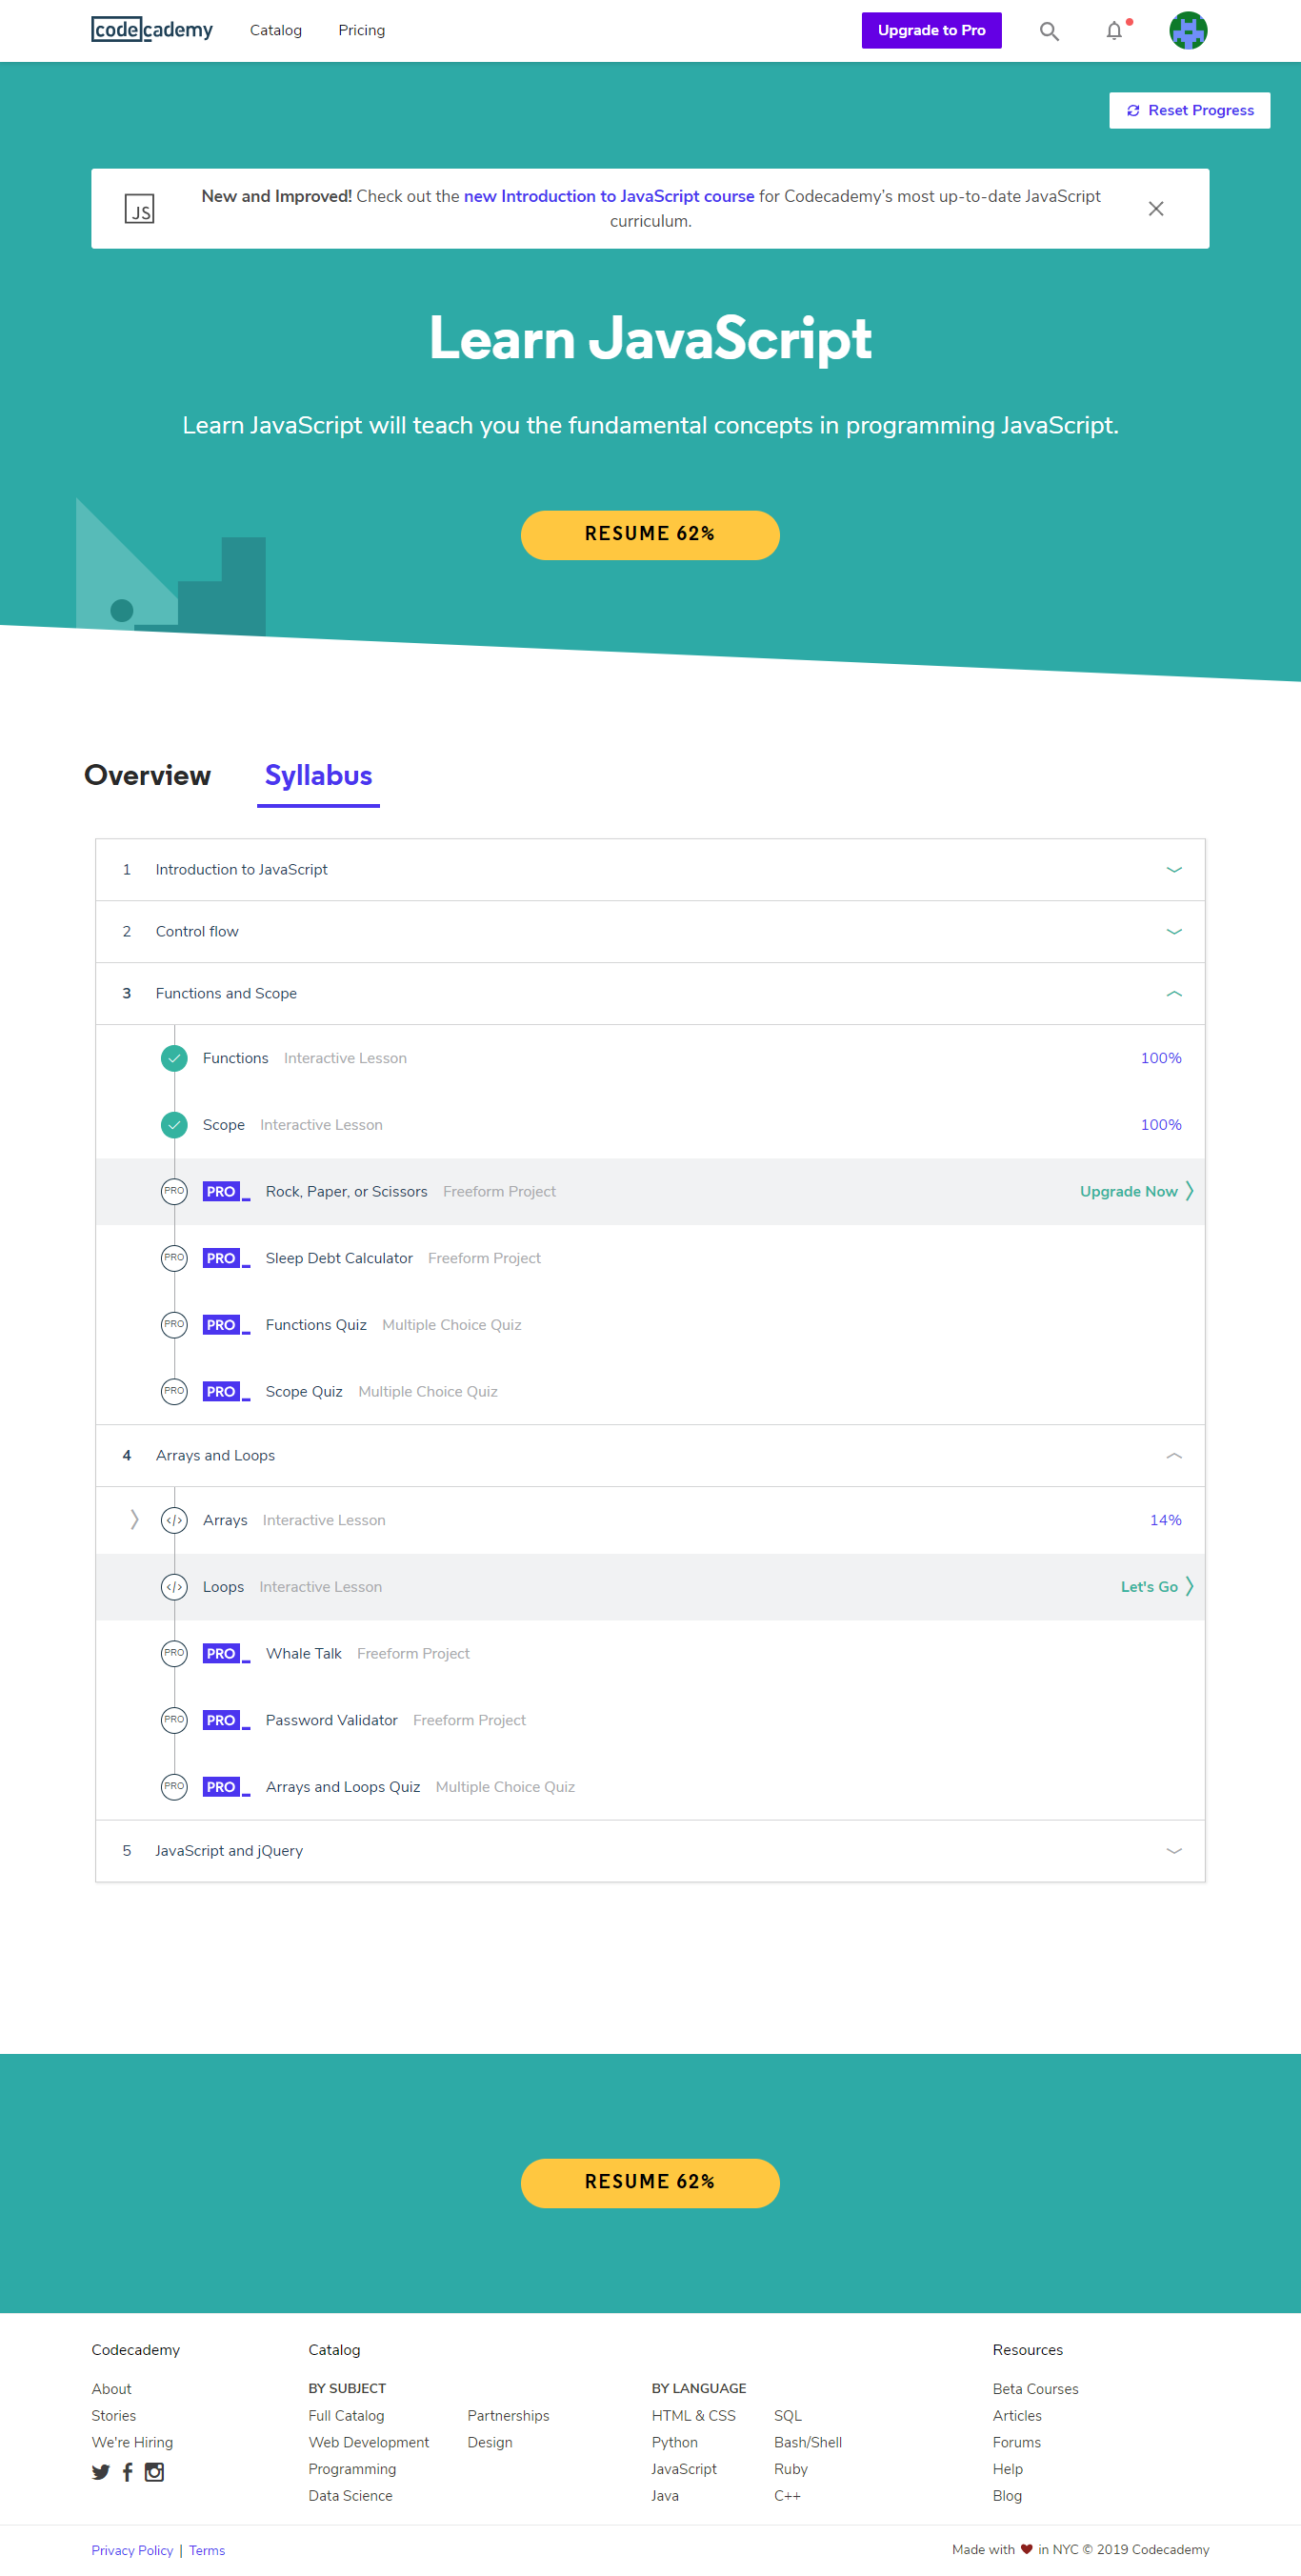 codecademy Catalog Pricing Upgrade to Pro
Reset Progress
JS
New and Improved! Check out the new Introduction to JavaScript course for Codecademy’s most up-to-date JavaScript
curriculum.
Learn JavaScript
Learn JavaScript will teach you the fundamental concepts in programming JavaScript.
RESUME 62%
Overview Syllabus
1 Introduction to JavaScript
2 Control flow
3 Functions and Scope
Functions Interactive Lesson 100%
Scope Interactive Lesson 100%
PRO PRO_ Rock, Paper, or Scissors Freeform Project Upgrade Now
PRO PRO_ Sleep Debt Calculator Freeform Project
PRO PRO_ Functions Quiz Multiple Choice Quiz
PRO PRO_ Scope Quiz Multiple Choice Quiz
4 Arrays and Loops
</> Arrays Interactive Lesson 14%
</> Loops Interactive Lesson Let's Go
PRO PRO_ Whale Talk Freeform Project
PRO PRO_ Password Validator Freeform Project
PRO PRO_ Arrays and Loops Quiz Multiple Choice Quiz
5 JavaScript and jQuery
RESUME 62%
Codecademy
About
Stories
We're Hiring
Catalog
BY SUBJECT
Full Catalog
Web Development
Programming
Data Science
Partnerships
Design
BY LANGUAGE
HTML & CSS
Python
JavaScript
Java
SQL
Bash/Shell
Ruby
C++
Resources
Beta Courses
Articles
Forums
Help
Blog
Privacy Policy | Terms
Made with ❤ in NYC © 2019 Codecademy